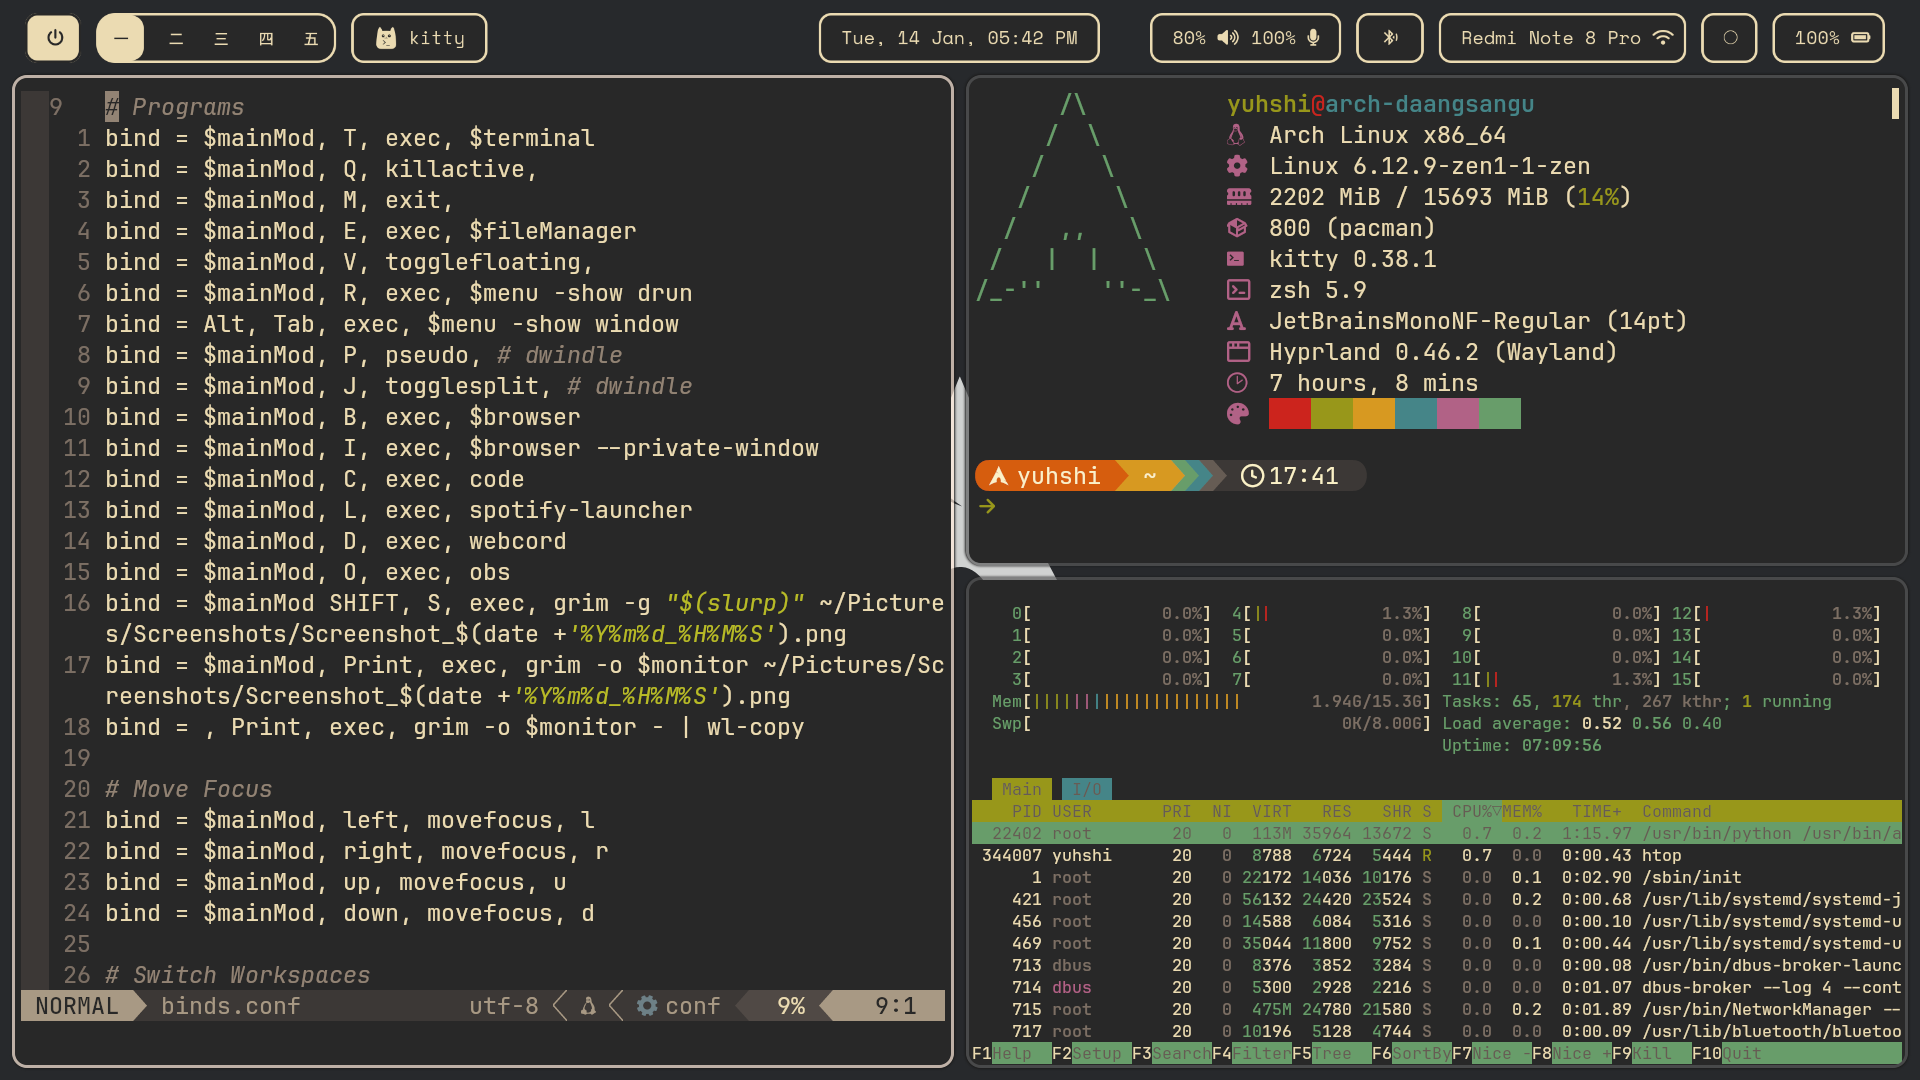 一 二 三 四 五 kitty Tue, 14 Jan, 05:42 PM 80% 100% Redmi Note 8 Pro 100%
9 # Programs
1 bind = $mainMod, T, exec, $terminal
2 bind = $mainMod, Q, killactive,
3 bind = $mainMod, M, exit,
4 bind = $mainMod, E, exec, $fileManager
5 bind = $mainMod, V, togglefloating,
6 bind = $mainMod, R, exec, $menu -show drun
7 bind = Alt, Tab, exec, $menu -show window
8 bind = $mainMod, P, pseudo, # dwindle
9 bind = $mainMod, J, togglesplit, # dwindle
10 bind = $mainMod, B, exec, $browser
11 bind = $mainMod, I, exec, $browser --private-window
12 bind = $mainMod, C, exec, code
13 bind = $mainMod, L, exec, spotify-launcher
14 bind = $mainMod, D, exec, webcord
15 bind = $mainMod, O, exec, obs
16 bind = $mainMod SHIFT, S, exec, grim -g "$(slurp)" ~/Picture
s/Screenshots/Screenshot_$(date +'%Y%m%d_%H%M%S').png
17 bind = $mainMod, Print, exec, grim -o $monitor ~/Pictures/Sc
reenshots/Screenshot_$(date +'%Y%m%d_%H%M%S').png
18 bind = , Print, exec, grim -o $monitor - | wl-copy
19
20 # Move Focus
21 bind = $mainMod, left, movefocus, l
22 bind = $mainMod, right, movefocus, r
23 bind = $mainMod, up, movefocus, u
24 bind = $mainMod, down, movefocus, d
25
26 # Switch Workspaces
NORMAL binds.conf utf-8 conf 9% 9:1
yuhshi@arch-daangsangu
Arch Linux x86_64
Linux 6.12.9-zen1-1-zen
2202 MiB / 15693 MiB (14%)
800 (pacman)
kitty 0.38.1
zsh 5.9
JetBrainsMonoNF-Regular (14pt)
Hyprland 0.46.2 (Wayland)
7 hours, 8 mins
yuhshi ~ 17:41
0[ 0.0%] 4[|| 1.3%] 8[ 0.0%] 12[| 1.3%]
1[ 0.0%] 5[ 0.0%] 9[ 0.0%] 13[ 0.0%]
2[ 0.0%] 6[ 0.0%] 10[ 0.0%] 14[ 0.0%]
3[ 0.0%] 7[ 0.0%] 11[|| 1.3%] 15[ 0.0%]
Mem[||||||||||||||||||||| 1.94G/15.3G] Tasks: 65, 174 thr, 267 kthr; 1 running
Swp[ 0K/8.00G] Load average: 0.52 0.56 0.40
Uptime: 07:09:56
Main I/O
PID USER PRI NI VIRT RES SHR S CPU%▽MEM% TIME+ Command
22402 root 20 0 113M 35964 13672 S 0.7 0.2 1:15.97 /usr/bin/python /usr/bin/a
344007 yuhshi 20 0 8788 6724 5444 R 0.7 0.0 0:00.43 htop
1 root 20 0 22172 14036 10176 S 0.0 0.1 0:02.90 /sbin/init
421 root 20 0 56132 24420 23524 S 0.0 0.2 0:00.68 /usr/lib/systemd/systemd-j
456 root 20 0 14588 6084 5316 S 0.0 0.0 0:00.10 /usr/lib/systemd/systemd-u
469 root 20 0 35044 11800 9752 S 0.0 0.1 0:00.44 /usr/lib/systemd/systemd-u
713 dbus 20 0 8376 3852 3284 S 0.0 0.0 0:00.08 /usr/bin/dbus-broker-launc
714 dbus 20 0 5300 2928 2216 S 0.0 0.0 0:01.07 dbus-broker --log 4 --cont
715 root 20 0 475M 24780 21580 S 0.0 0.2 0:01.89 /usr/bin/NetworkManager --
717 root 20 0 10196 5128 4744 S 0.0 0.0 0:00.09 /usr/lib/bluetooth/bluetoo
F1Help F2Setup F3SearchF4FilterF5Tree F6SortByF7Nice -F8Nice +F9Kill F10Quit